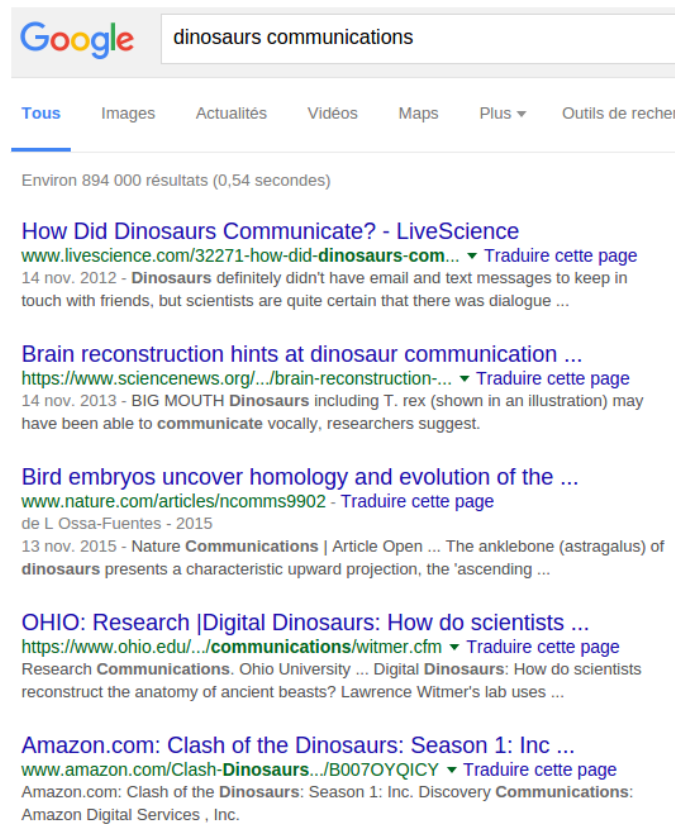 Google dinosaurs communications
Tous Images Actualités Vidéos Maps Plus Outils de recher
Environ 894 000 résultats (0,54 secondes)
How Did Dinosaurs Communicate? - LiveScience
www.livescience.com/32271-how-did-dinosaurs-com... Traduire cette page
14 nov. 2012 - Dinosaurs definitely didn't have email and text messages to keep in
touch with friends, but scientists are quite certain that there was dialogue ...
Brain reconstruction hints at dinosaur communication ...
https://www.sciencenews.org/.../brain-reconstruction-... Traduire cette page
14 nov. 2013 - BIG MOUTH Dinosaurs including T. rex (shown in an illustration) may
have been able to communicate vocally, researchers suggest.
Bird embryos uncover homology and evolution of the ...
www.nature.com/articles/ncomms9902 - Traduire cette page
de L Ossa-Fuentes - 2015
13 nov. 2015 - Nature Communications | Article Open ... The anklebone (astragalus) of
dinosaurs presents a characteristic upward projection, the 'ascending ...
OHIO: Research |Digital Dinosaurs: How do scientists ...
https://www.ohio.edu/.../communications/witmer.cfm Traduire cette page
Research Communications. Ohio University ... Digital Dinosaurs: How do scientists
reconstruct the anatomy of ancient beasts? Lawrence Witmer's lab uses ...
Amazon.com: Clash of the Dinosaurs: Season 1: Inc ...
www.amazon.com/Clash-Dinosaurs.../B007OYQICY Traduire cette page
Amazon.com: Clash of the Dinosaurs: Season 1: Inc. Discovery Communications:
Amazon Digital Services , Inc.